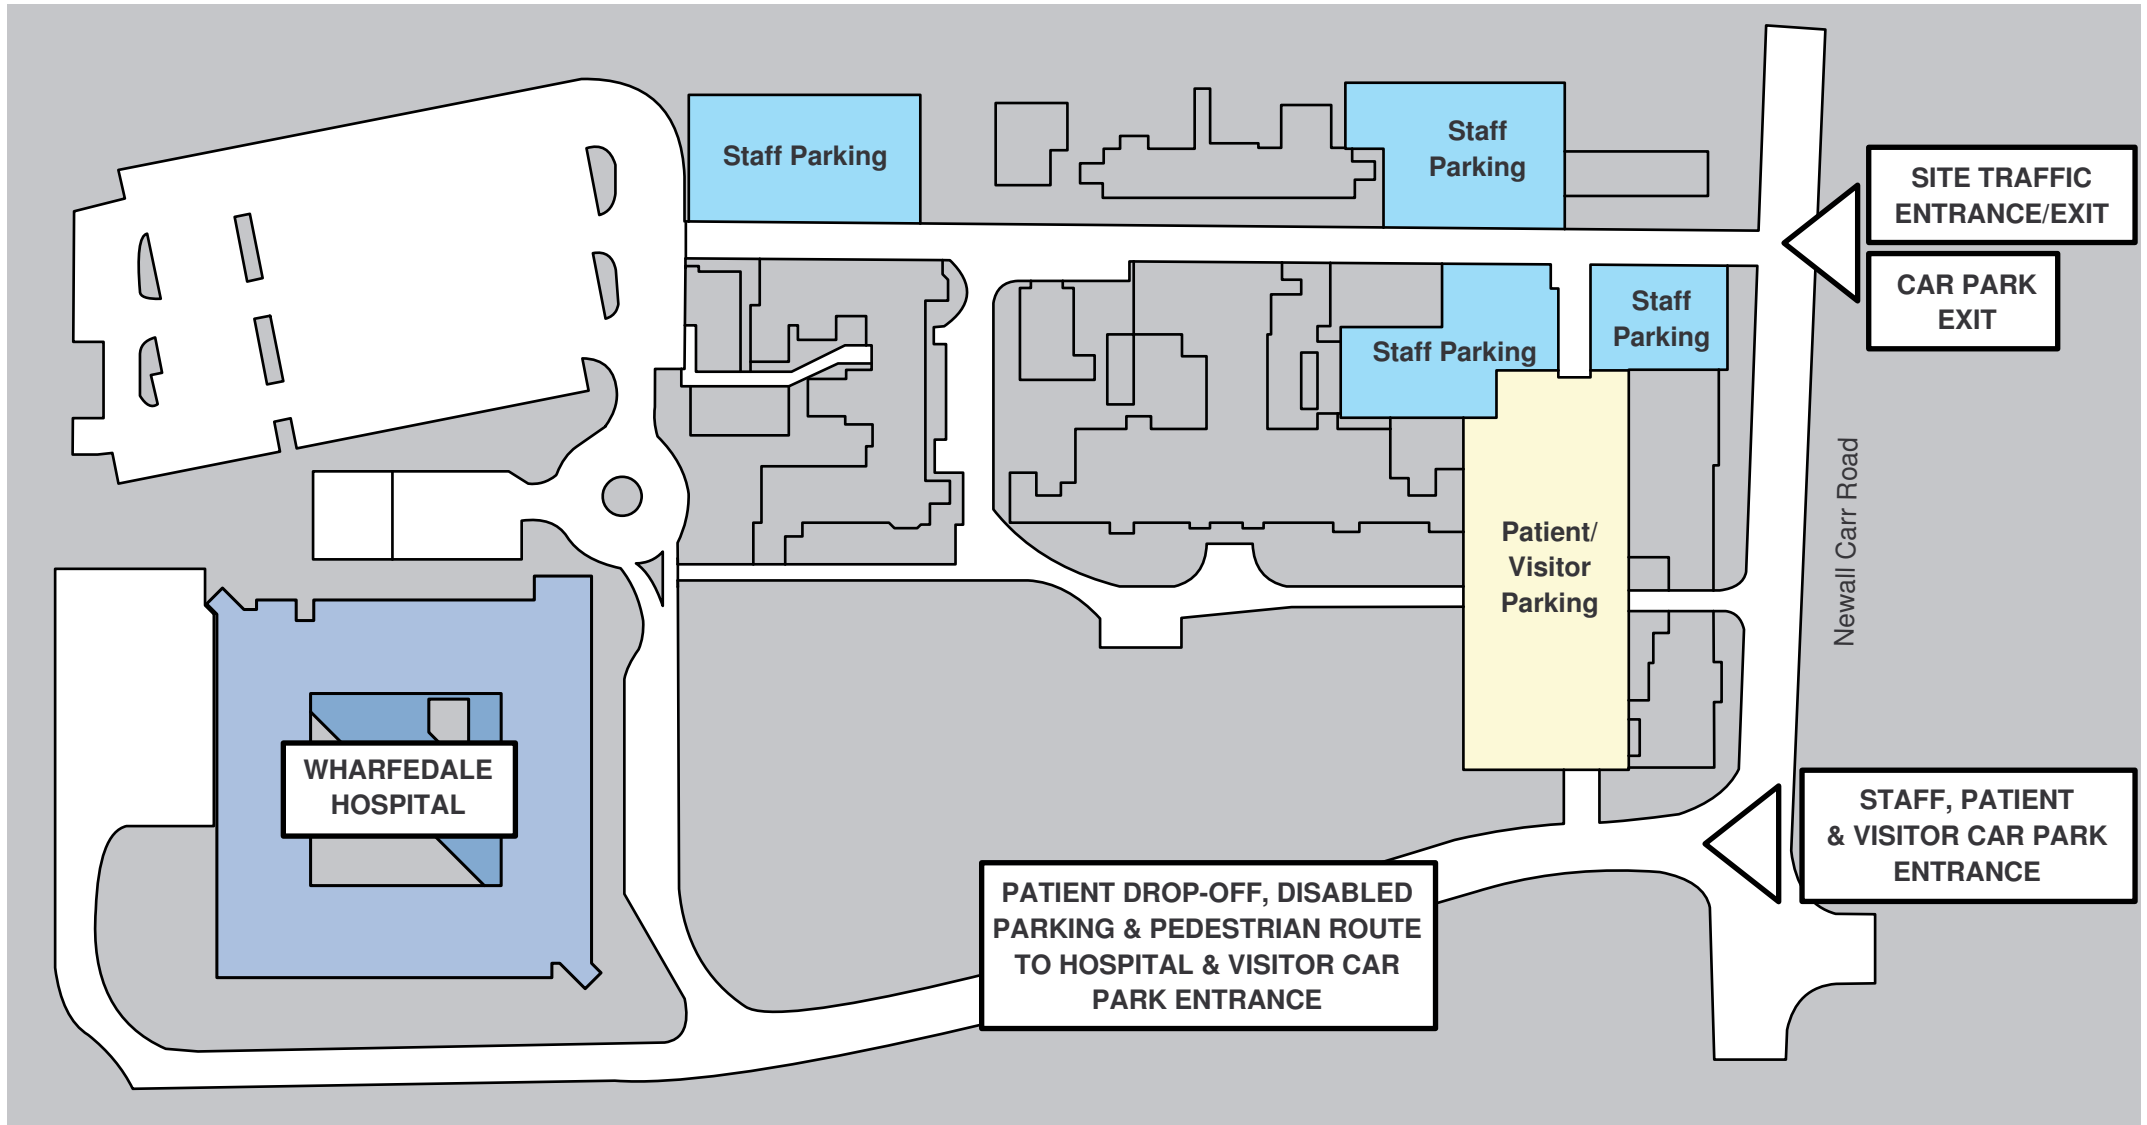 Staff Parking
Staff
Parking
SITE TRAFFIC
ENTRANCE/EXIT
CAR PARK
EXIT
Staff
Parking
Staff Parking
Newall Carr Road
Patient/
Visitor
Parking
WHARFEDALE
HOSPITAL
STAFF, PATIENT
& VISITOR CAR PARK
ENTRANCE
PATIENT DROP-OFF, DISABLED
PARKING & PEDESTRIAN ROUTE
TO HOSPITAL & VISITOR CAR
PARK ENTRANCE